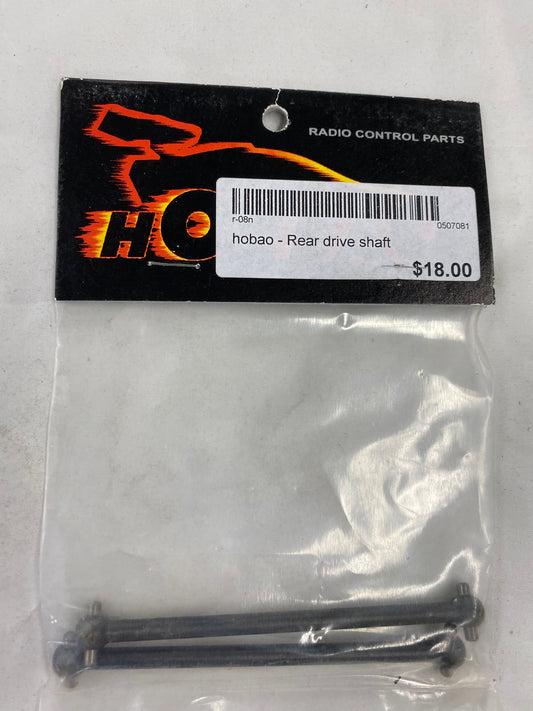 RADIO CONTROL PARTS
HO
r-08n
0507081
hobao - Rear drive shaft
$18.00